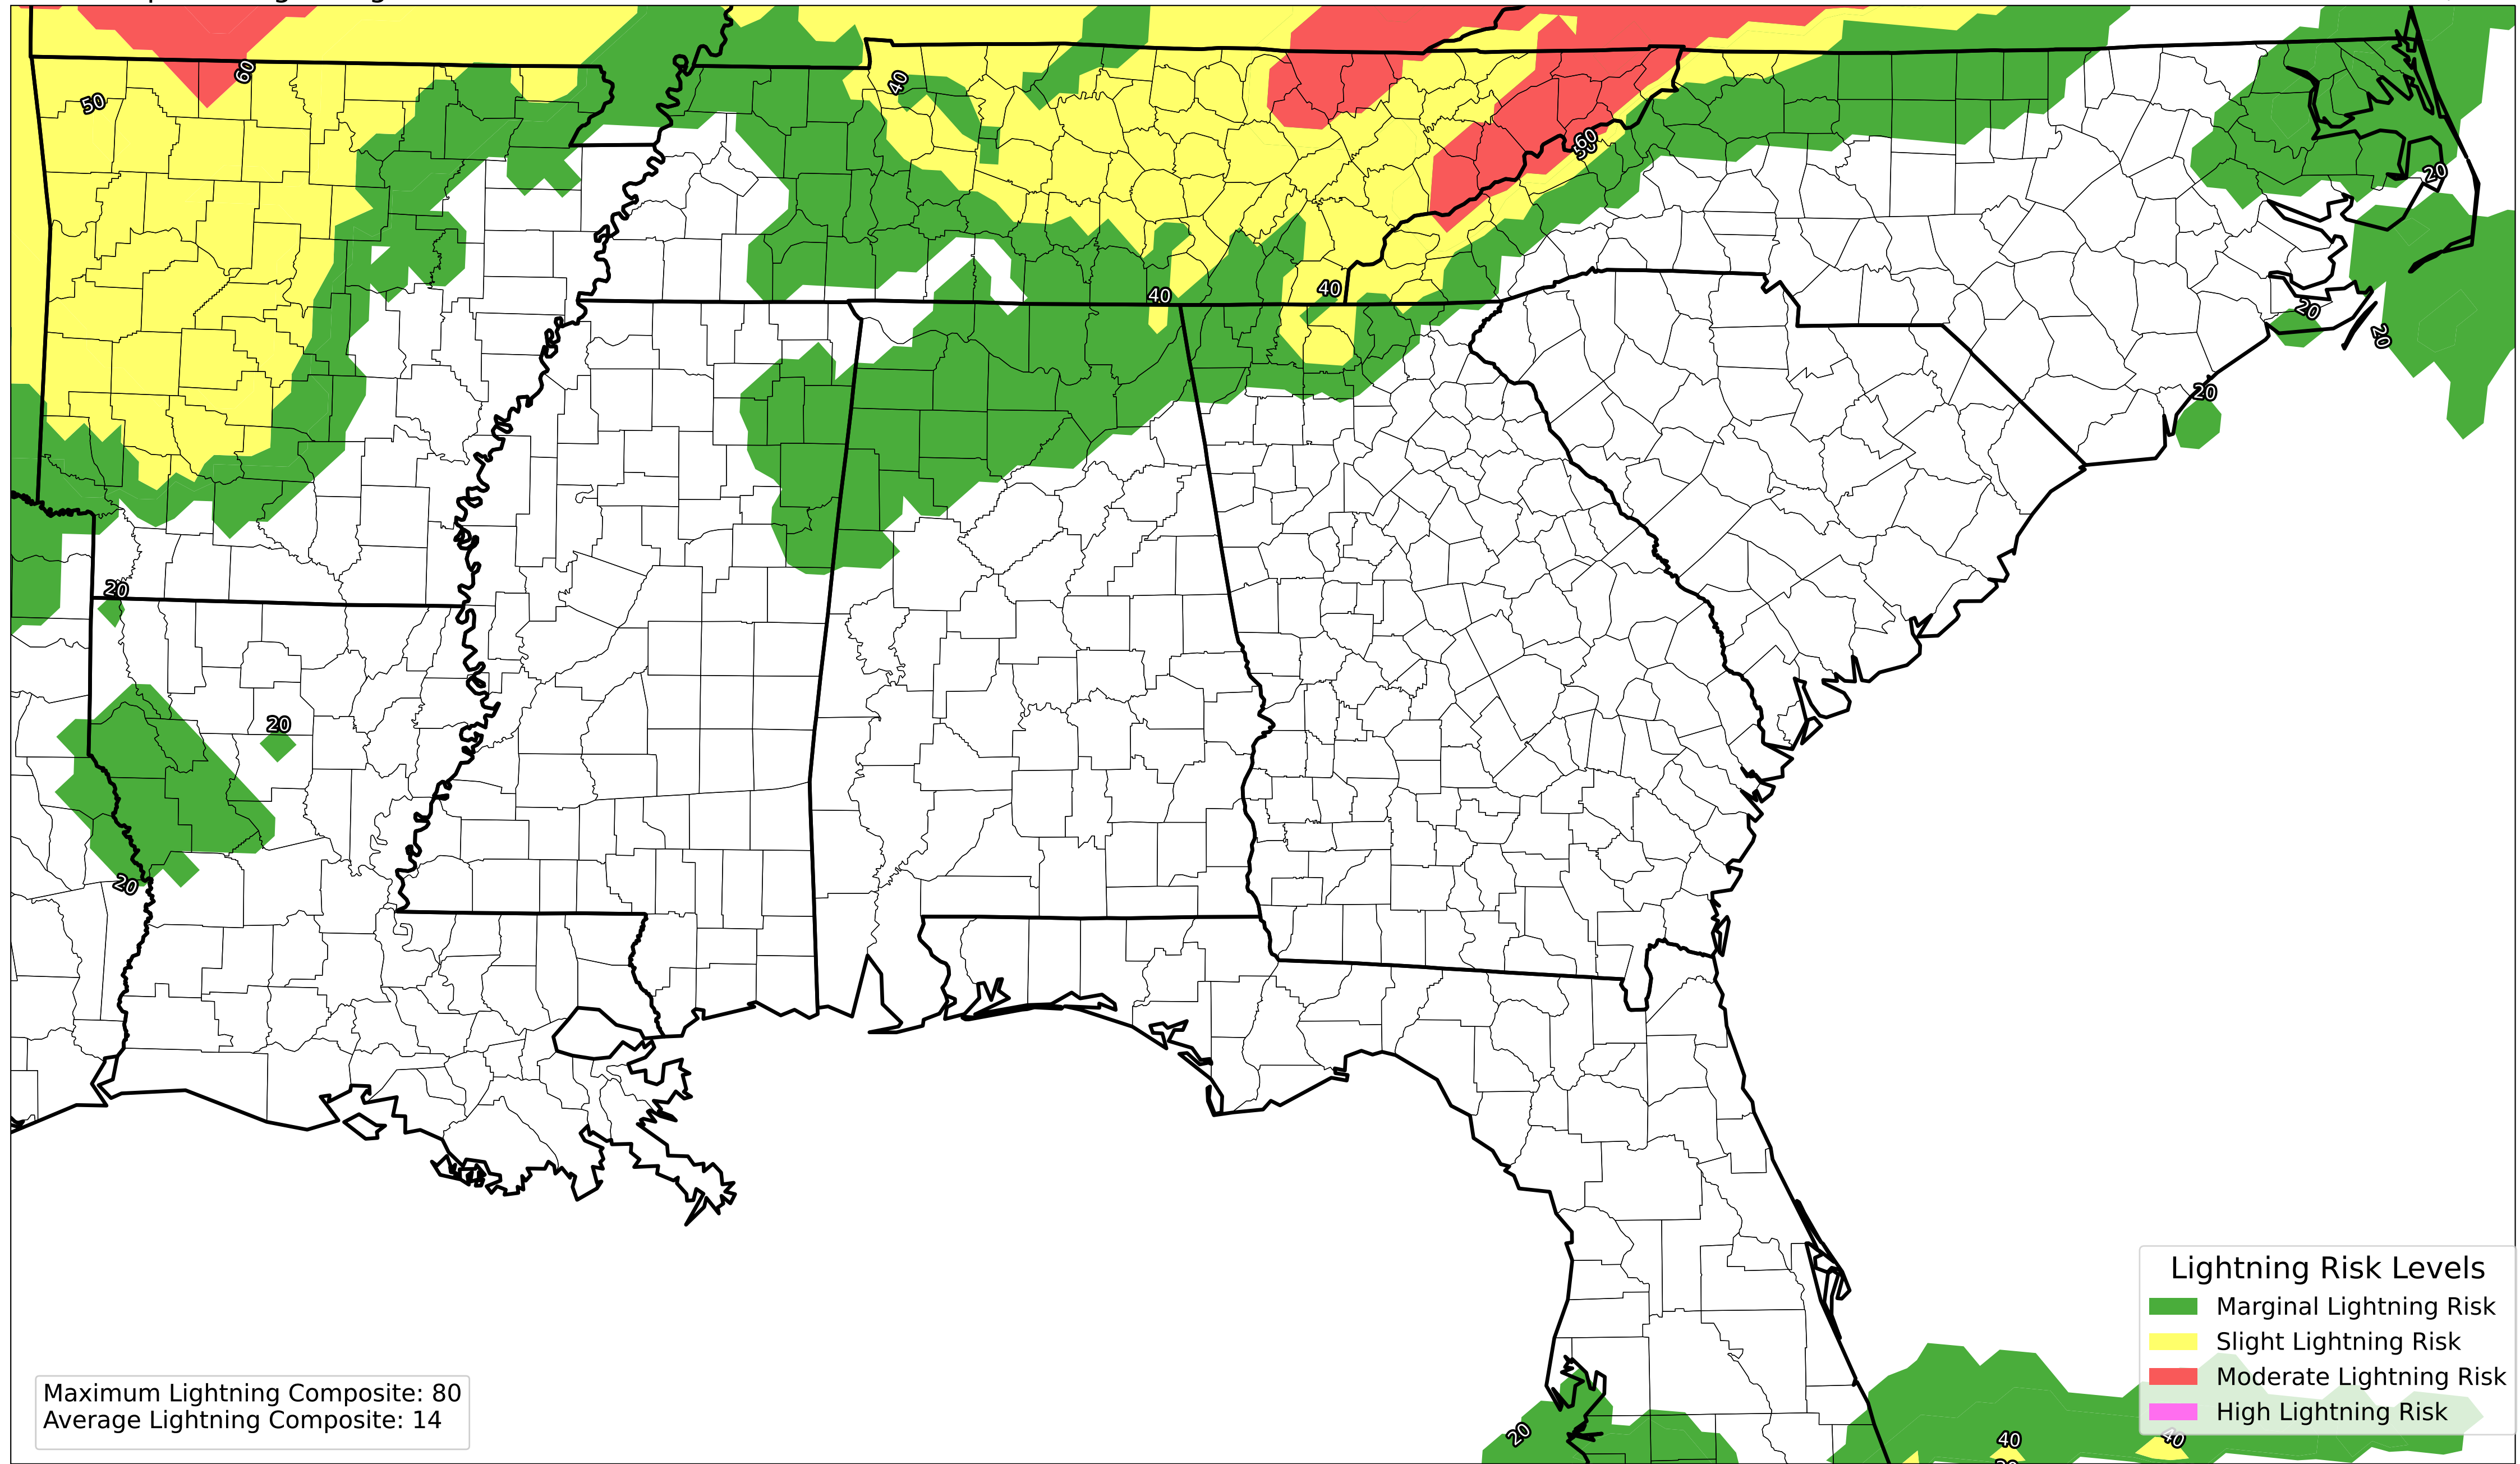 60
50
40
60
20
40
40
20
20
20
20
20
20
Lightning Risk Levels
Marginal Lightning Risk
Slight Lightning Risk
Moderate Lightning Risk
High Lightning Risk
Maximum Lightning Composite: 80
Average Lightning Composite: 14
20
40
40